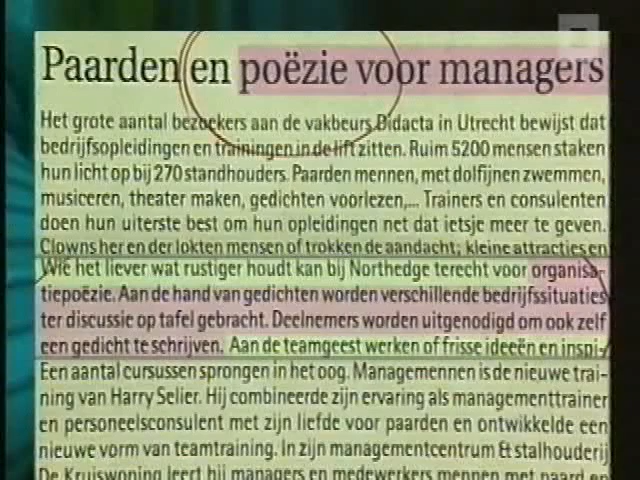 Paarden en poëzie voor managers
Het grote aantal bezoekers aan de vakbeurs Didacta in Utrecht bewijst dat
bedrijfsopleidingen en trainingen in de lift zitten. Ruim 5200 mensen staken
hun licht op bij 270 standhouders. Paarden mennen, met dolfijnen zwemmen,
musiceren, theater maken, gedichten voorlezen,... Trainers en consulenten
doen hun uiterste best om hun opleidingen net dat ietsje meer te geven.
Clowns her en der lokten mensen of trokken de aandacht; kleine attracties en
Wie het liever wat rustiger houdt kan bij Northedge terecht voor organisa-
tiepoëzie. Aan de hand van gedichten worden verschillende bedrijfssituaties
ter discussie op tafel gebracht. Deelnemers worden uitgenodigd om ook zelf
een gedicht te schrijven. Aan de teamgeest werken of frisse ideeën en inspi-
Een aantal cursussen sprongen in het oog. Managemennen is de nieuwe trai-
ning van Harry Selier. Hij combineerde zijn ervaring als managementtrainer
en personeelsconsulent met zijn liefde voor paarden en ontwikkelde een
nieuwe vorm van teamtraining. In zijn managementcentrum & stalhouderij
De Kruiswoning leert hij managers en medewerkers mennen met paard en